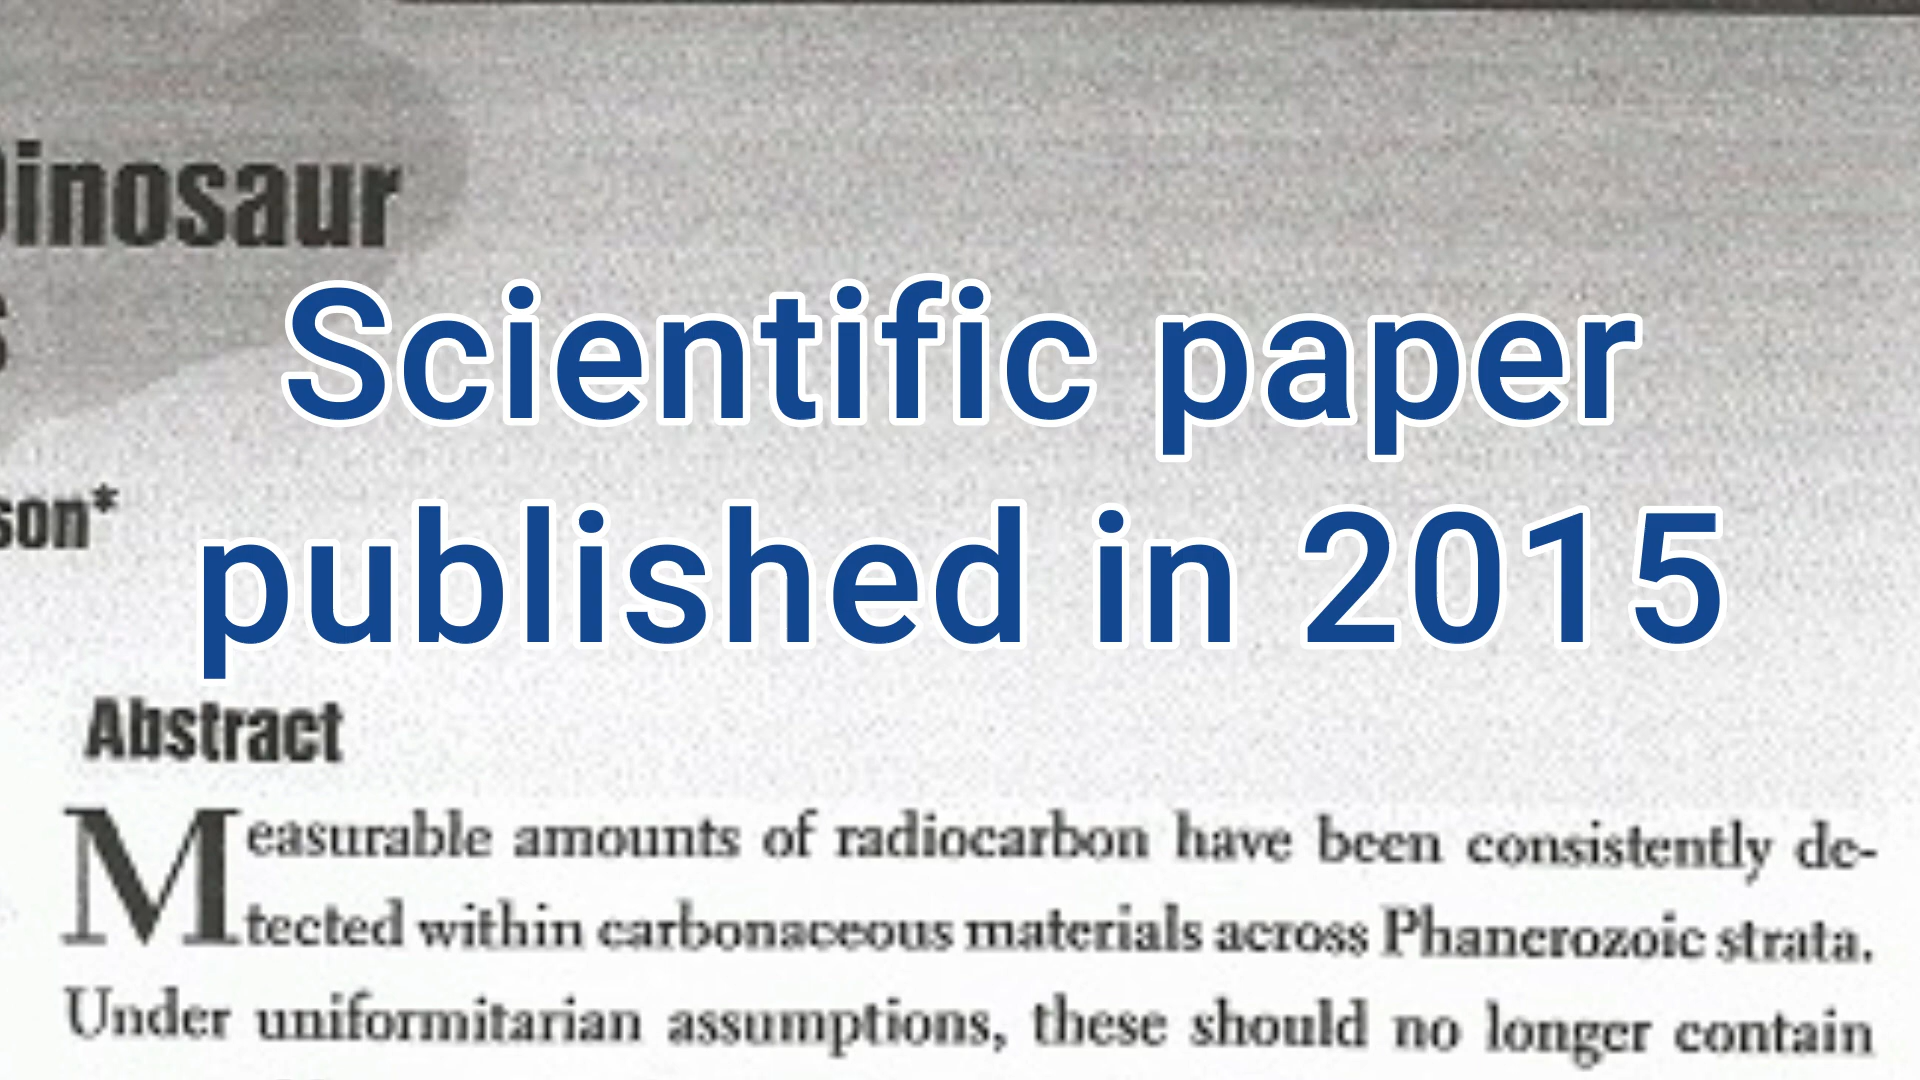 Dinosaur
s
Scientific paper
son*
published in 2015
Abstract
Measurable amounts of radiocarbon have been consistently de-
tected within carbonaceous materials across Phanerozoic strata.
Under uniformitarian assumptions, these should no longer contain